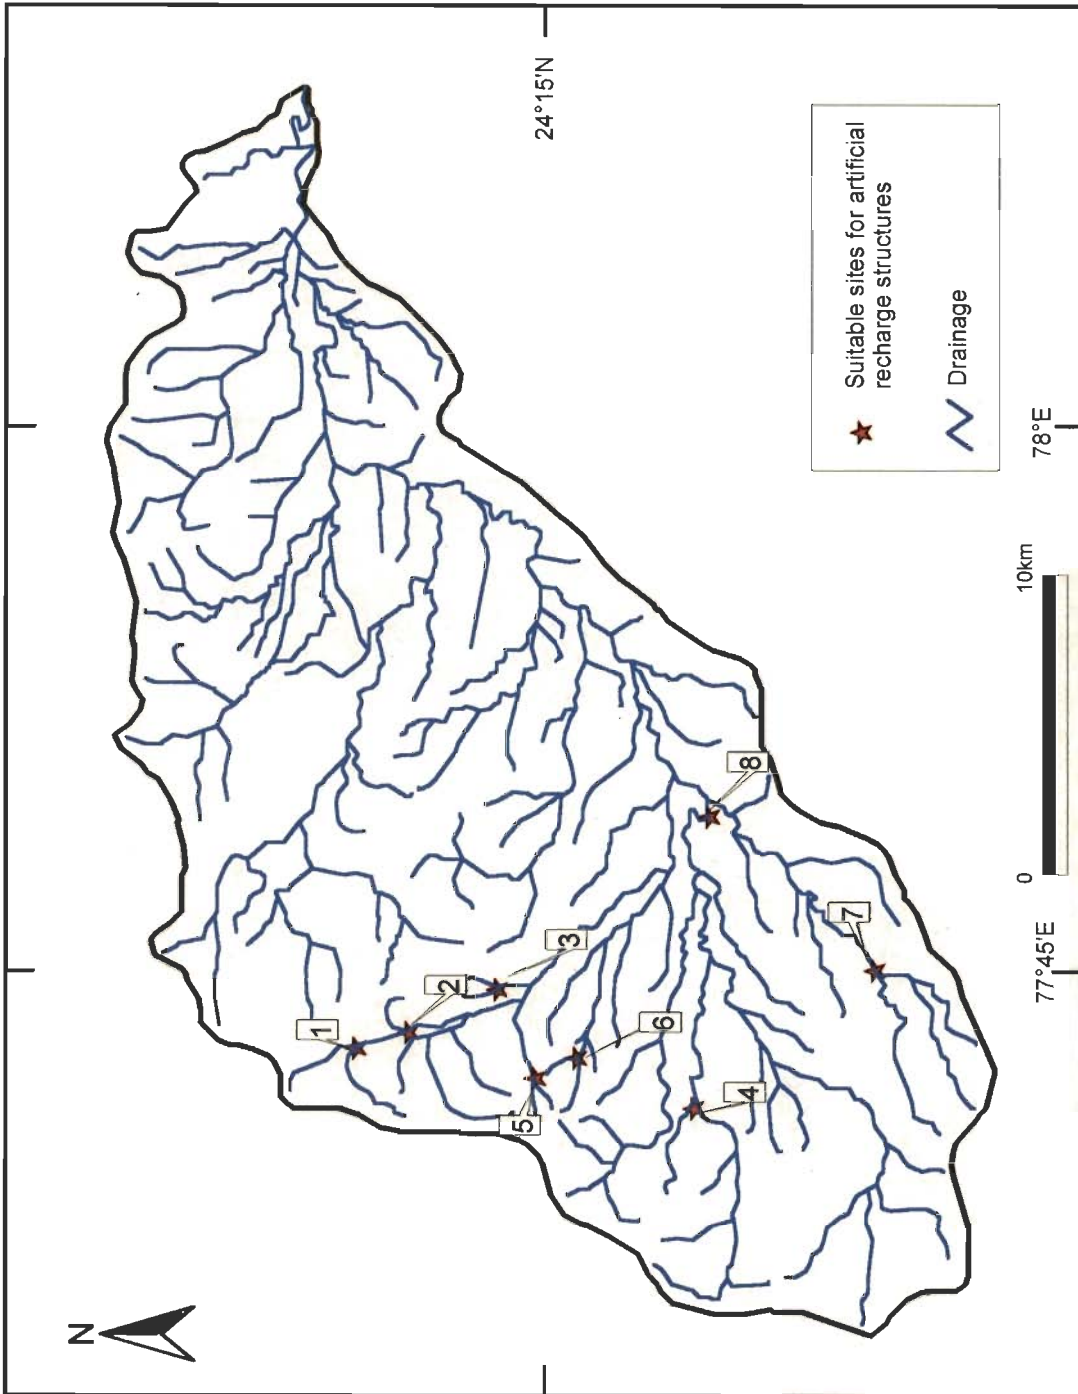 N
24°15'N
1
2
3
5
6
4
8
7
Suitable sites for artificial
recharge structures
Drainage
0
10km
77°45'E
78°E